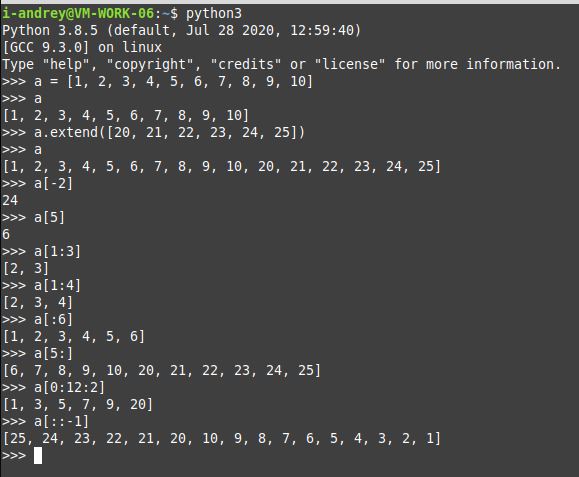 i-andrey@VM-WORK-06:~$ python3
Python 3.8.5 (default, Jul 28 2020, 12:59:40)
[GCC 9.3.0] on linux
Type "help", "copyright", "credits" or "license" for more information.
>>> a = [1, 2, 3, 4, 5, 6, 7, 8, 9, 10]
>>> a
[1, 2, 3, 4, 5, 6, 7, 8, 9, 10]
>>> a.extend([20, 21, 22, 23, 24, 25])
>>> a
[1, 2, 3, 4, 5, 6, 7, 8, 9, 10, 20, 21, 22, 23, 24, 25]
>>> a[-2]
24
>>> a[5]
6
>>> a[1:3]
[2, 3]
>>> a[1:4]
[2, 3, 4]
>>> a[:6]
[1, 2, 3, 4, 5, 6]
>>> a[5:]
[6, 7, 8, 9, 10, 20, 21, 22, 23, 24, 25]
>>> a[0:12:2]
[1, 3, 5, 7, 9, 20]
>>> a[::-1]
[25, 24, 23, 22, 21, 20, 10, 9, 8, 7, 6, 5, 4, 3, 2, 1]
>>>